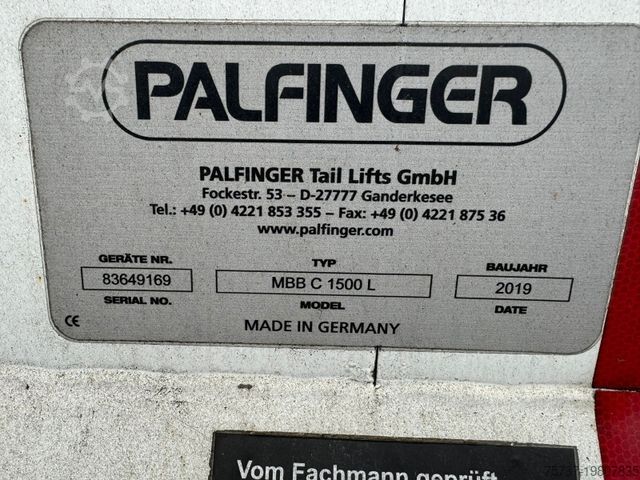 PALFINGER
PALFINGER Tail Lifts GmbH
Fockestr. 53 – D-27777 Ganderkesee
Tel.: +49 (0) 4221 853 355 – Fax: +49 (0) 4221 875 36
www.palfinger.com
GERÄTE NR. TYP BAUJAHR
83649169 MBB C 1500 L 2019
SERIAL NO. MODEL DATE
CE MADE IN GERMANY
Vom Fachmann geprüft